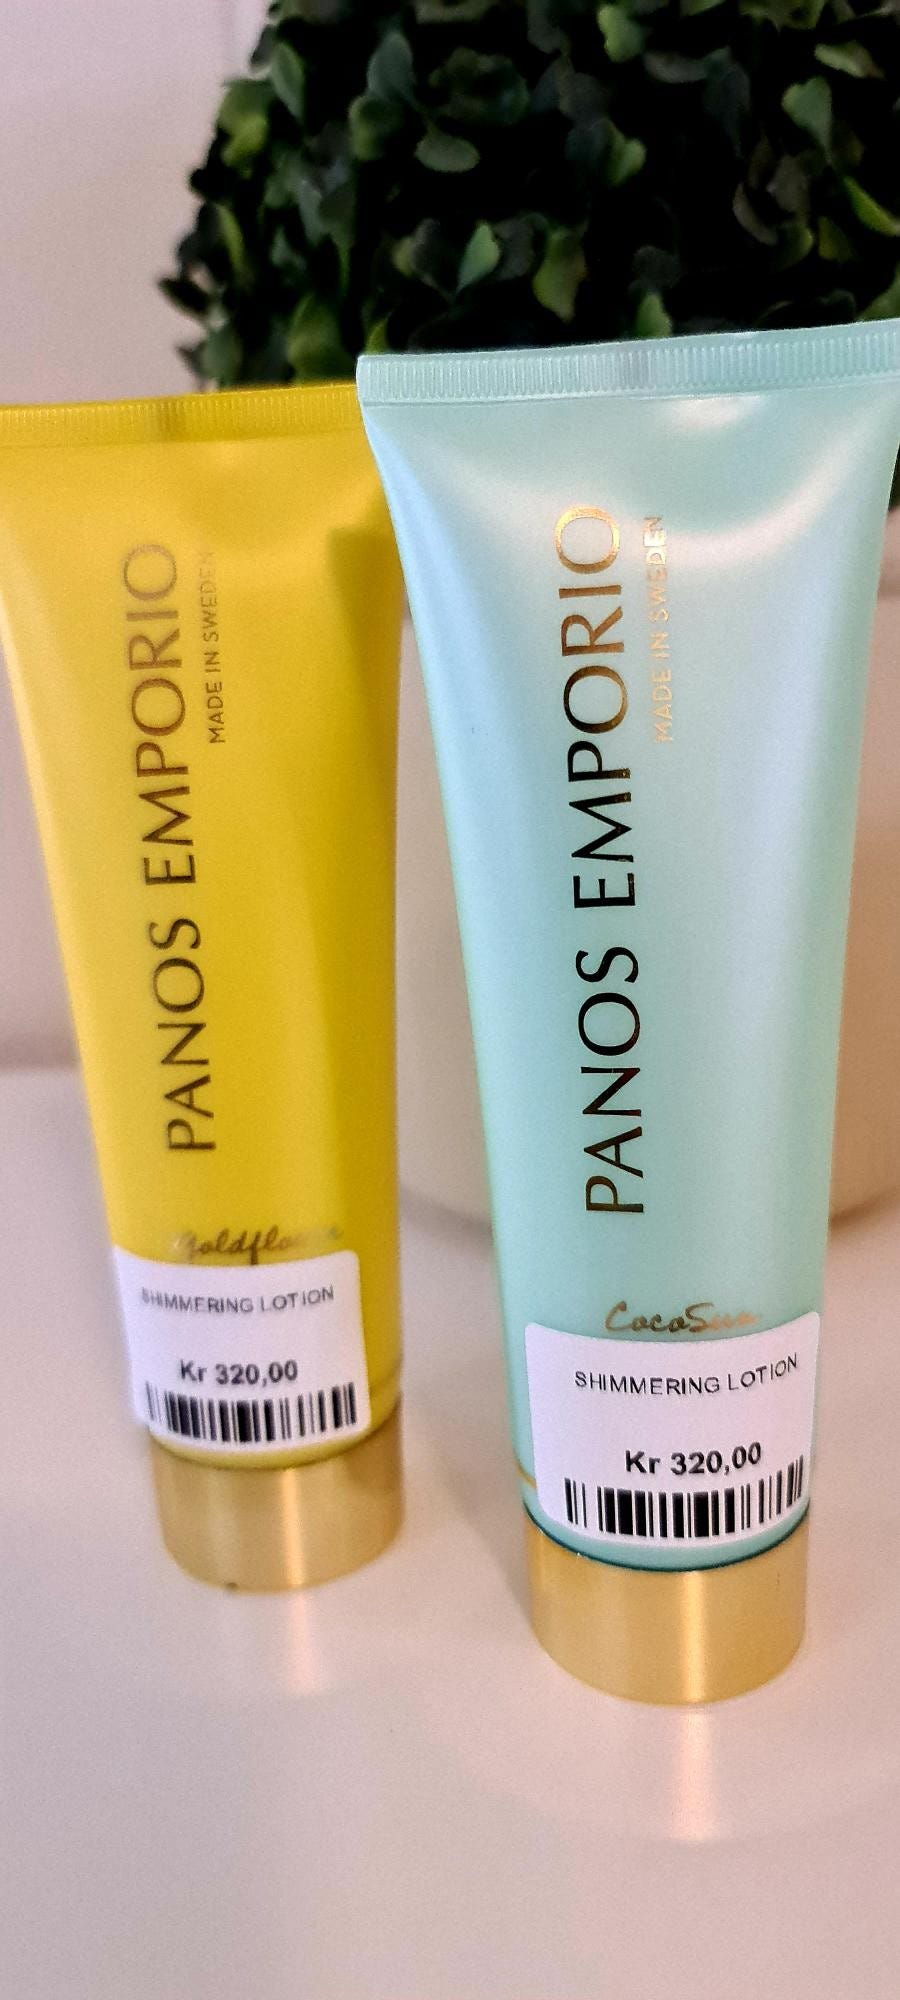 PANOS EMPORIO
MADE IN SWEDEN
SHIMMERING LOTION
Kr 320,00
PANOS EMPORIO
MADE IN SWEDEN
CocoSun
SHIMMERING LOTION
Kr 320,00